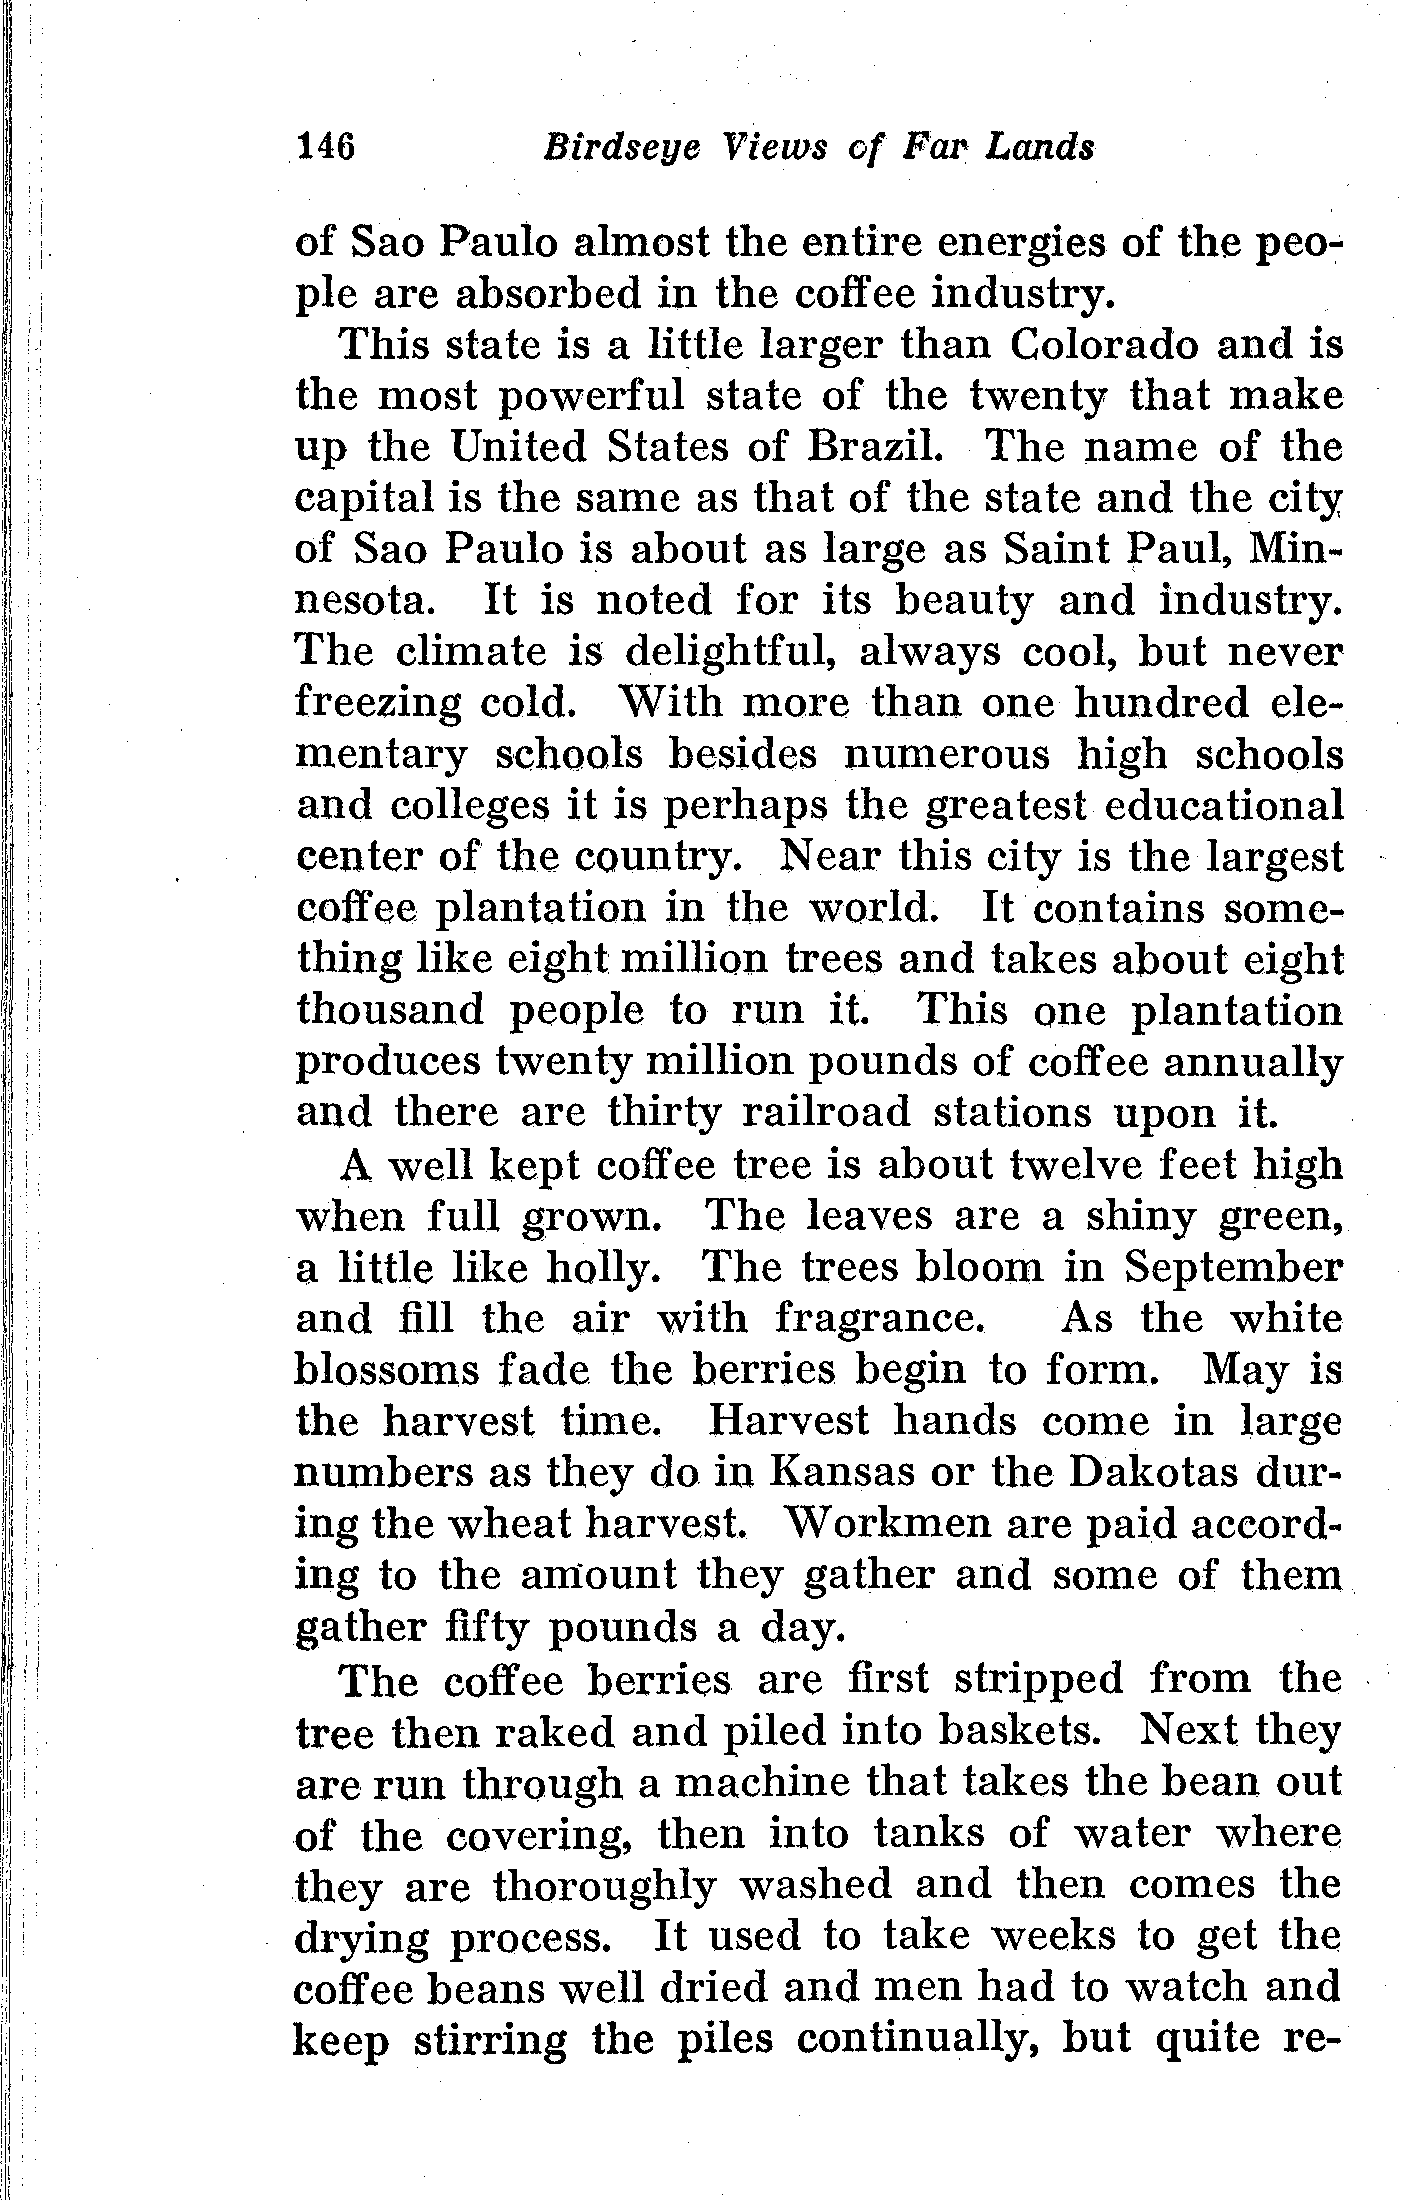 146 Birdseye Views of Far Lands
of Sao Paulo almost the entire energies of the peo-
ple are absorbed in the coffee industry.
This state is a little larger than Colorado and is
the most powerful state of the twenty that make
up the United States of Brazil. The name of the
capital is the same as that of the state and the city
of Sao Paulo is about as large as Saint Paul, Min-
nesota. It is noted for its beauty and industry.
The climate is delightful, always cool, but never
freezing cold. With more than one hundred ele-
mentary schools besides numerous high schools
and colleges it is perhaps the greatest educational
center of the country. Near this city is the largest
coffee plantation in the world. It contains some-
thing like eight million trees and takes about eight
thousand people to run it. This one plantation
produces twenty million pounds of coffee annually
and there are thirty railroad stations upon it.
A well kept coffee tree is about twelve feet high
when full grown. The leaves are a shiny green,
a little like holly. The trees bloom in September
and fill the air with fragrance. As the white
blossoms fade the berries begin to form. May is
the harvest time. Harvest hands come in large
numbers as they do in Kansas or the Dakotas dur-
ing the wheat harvest. Workmen are paid accord-
ing to the amount they gather and some of them
gather fifty pounds a day.
The coffee berries are first stripped from the
tree then raked and piled into baskets. Next they
are run through a machine that takes the bean out
of the covering, then into tanks of water where
they are thoroughly washed and then comes the
drying process. It used to take weeks to get the
coffee beans well dried and men had to watch and
keep stirring the piles continually, but quite re-